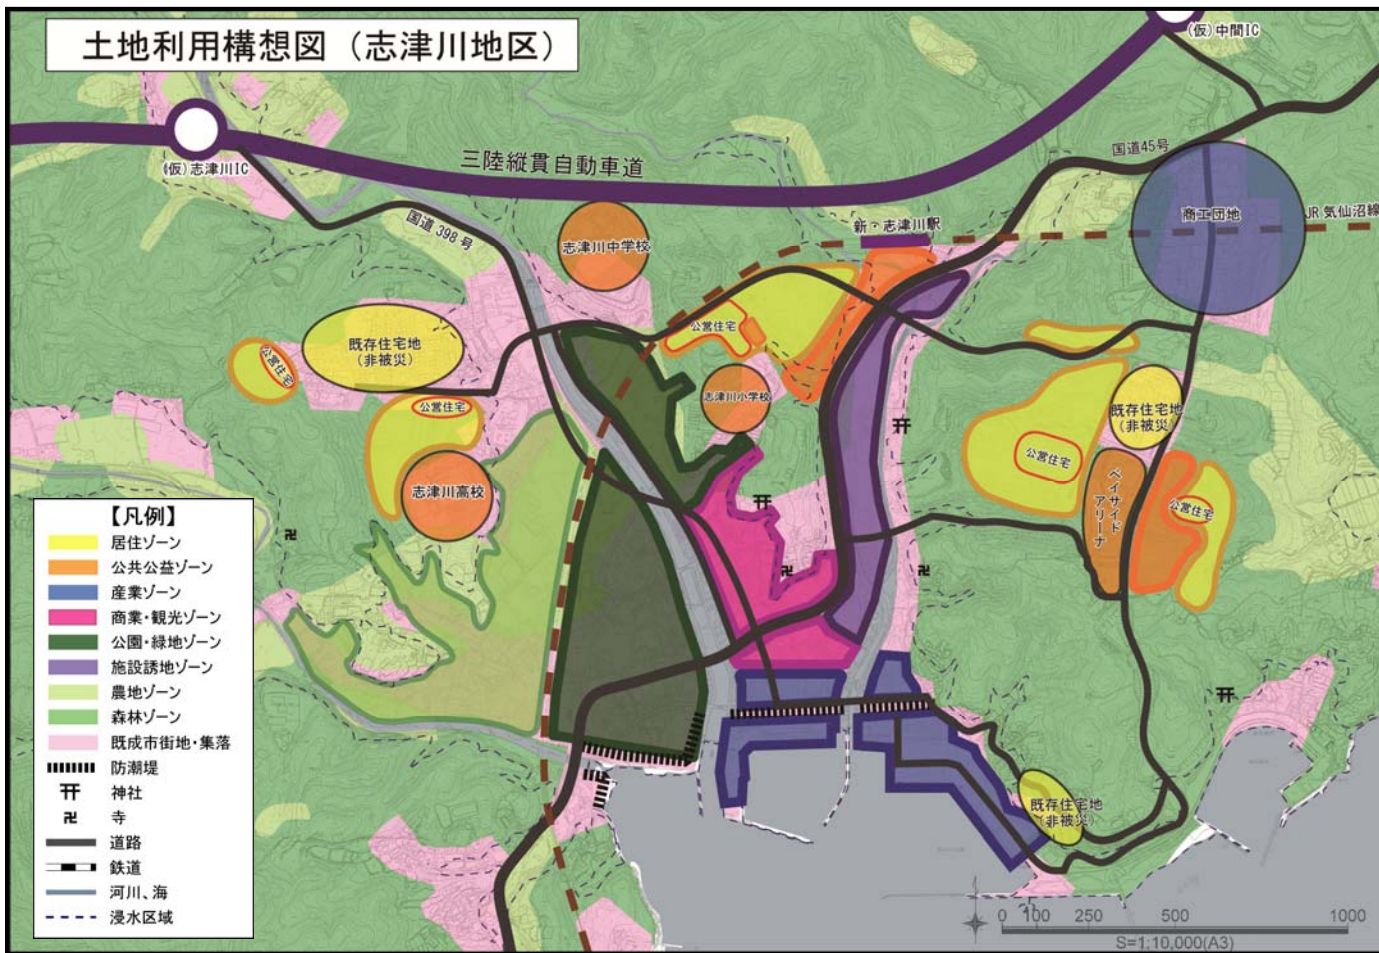 土地利用構想図（志津川地区）
(仮)中間IC
(仮)志津川IC
三陸縦貫自動車道
国道45号
国道398号
志津川中学校
新・志津川駅
商工団地
JR気仙沼線
公営住宅
既存住宅地
(非被災)
公営住宅
公営住宅
志津川小学校
既存住宅地
(非被災)
公営住宅
志津川高校
ベイサイド
アリーナ
公営住宅
既存住宅地
(非被災)
【凡例】
居住ゾーン
公共公益ゾーン
産業ゾーン
商業・観光ゾーン
公園・緑地ゾーン
施設誘地ゾーン
農地ゾーン
森林ゾーン
既成市街地・集落
防潮堤
神社
寺
道路
鉄道
河川、海
浸水区域
0 100 250 500 1000
S=1:10,000(A3)